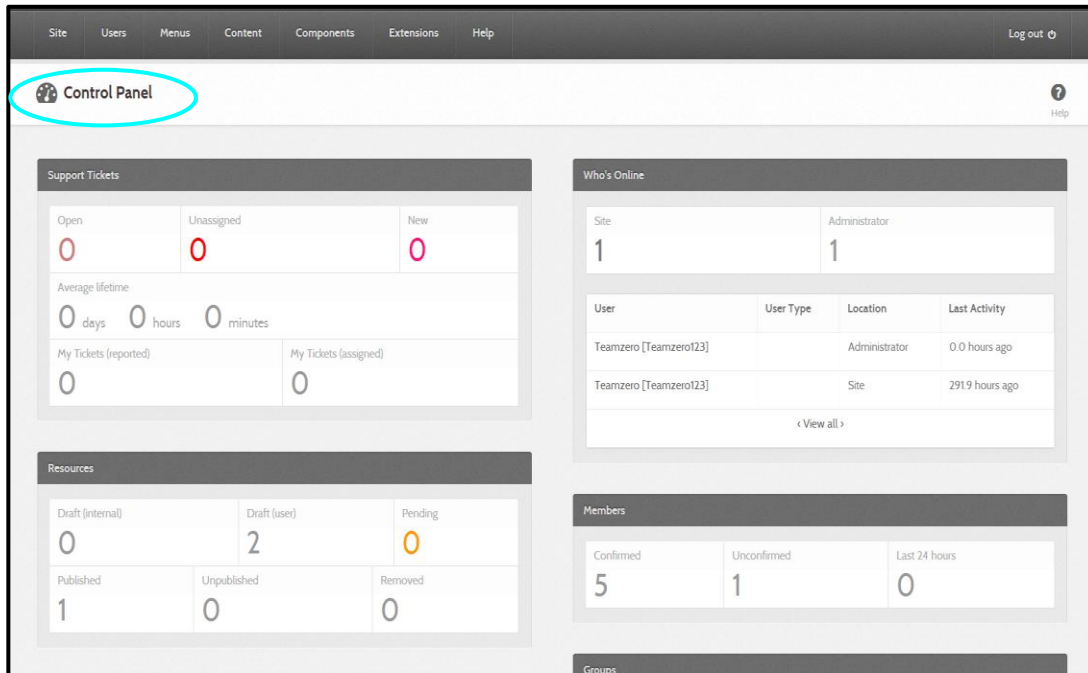 Site Users Menus Content Components Extensions Help Log out
Control Panel
Help
Support Tickets
Open Unassigned New
0 0 0
Average lifetime
0 days 0 hours 0 minutes
My Tickets (reported) My Tickets (assigned)
0 0
Resources
Draft (internal) Draft (user) Pending
0 2 0
Published Unpublished Removed
1 0 0
Who's Online
Site Administrator
1 1
User User Type Location Last Activity
Teamzero [Teamzero123] Administrator 0.0 hours ago
Teamzero [Teamzero123] Site 291.9 hours ago
‹ View all ›
Members
Confirmed Unconfirmed Last 24 hours
5 1 0
Groups